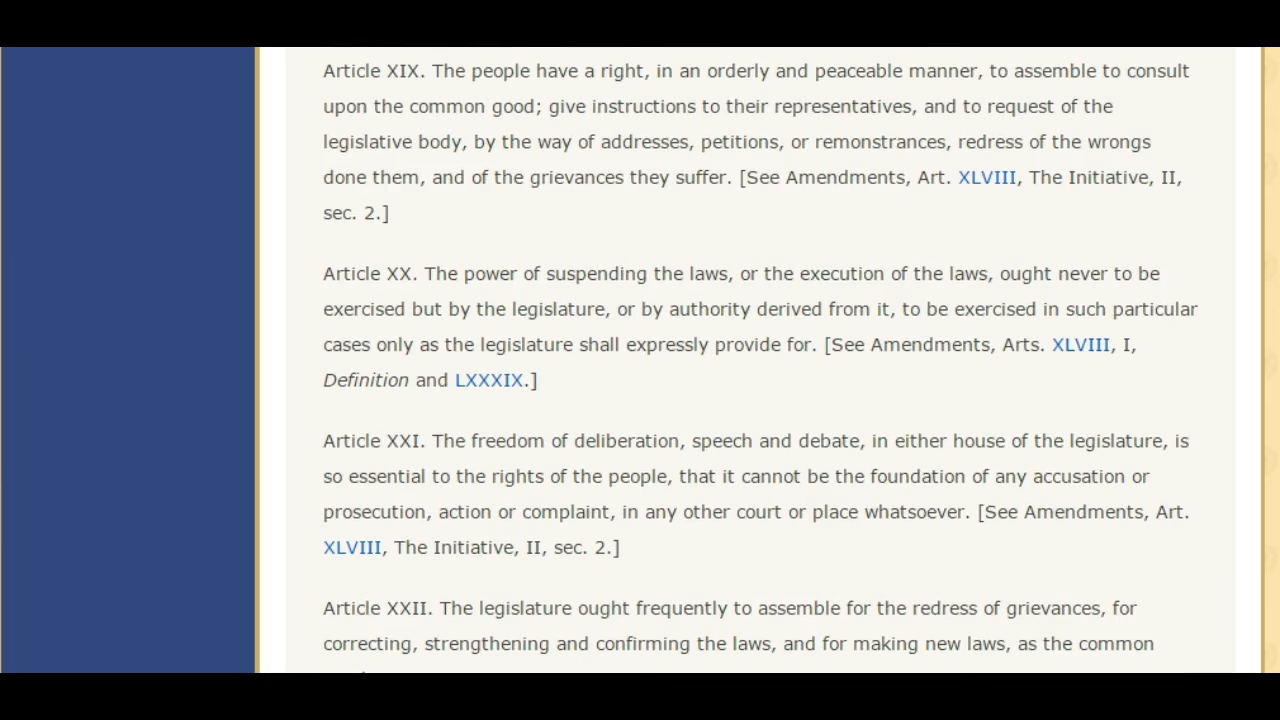 Article XIX. The people have a right, in an orderly and peaceable manner, to assemble to consult
upon the common good; give instructions to their representatives, and to request of the
legislative body, by the way of addresses, petitions, or remonstrances, redress of the wrongs
done them, and of the grievances they suffer. [See Amendments, Art. XLVIII, The Initiative, II,
sec. 2.]
Article XX. The power of suspending the laws, or the execution of the laws, ought never to be
exercised but by the legislature, or by authority derived from it, to be exercised in such particular
cases only as the legislature shall expressly provide for. [See Amendments, Arts. XLVIII, I,
Definition and LXXXIX.]
Article XXI. The freedom of deliberation, speech and debate, in either house of the legislature, is
so essential to the rights of the people, that it cannot be the foundation of any accusation or
prosecution, action or complaint, in any other court or place whatsoever. [See Amendments, Art.
XLVIII, The Initiative, II, sec. 2.]
Article XXII. The legislature ought frequently to assemble for the redress of grievances, for
correcting, strengthening and confirming the laws, and for making new laws, as the common